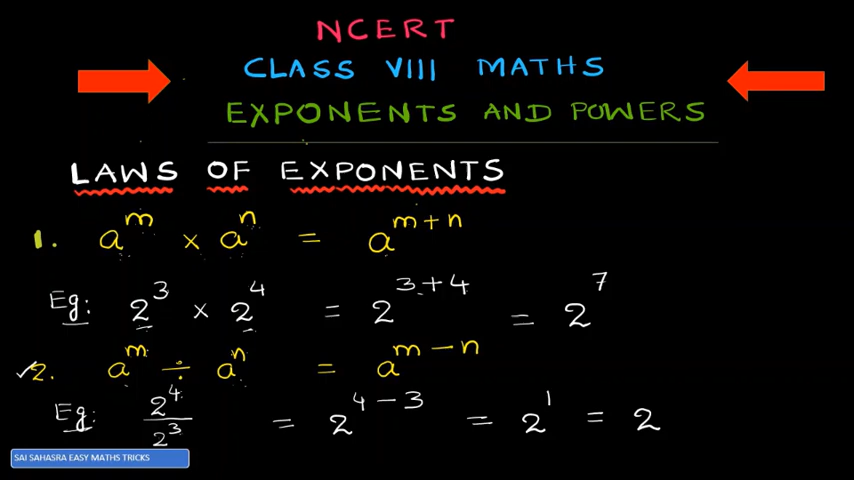 NCERT
CLASS VIII MATHS
EXPONENTS AND POWERS
LAWS OF EXPONENTS
1. a^m × a^n = a^(m+n)
Eg: 2^3 × 2^4 = 2^(3+4) = 2^7
2. a^m ÷ a^n = a^(m-n)
Eg: 2^4/2^3 = 2^(4-3) = 2^1 = 2
SAI SAHASRA EASY MATHS TRICKS